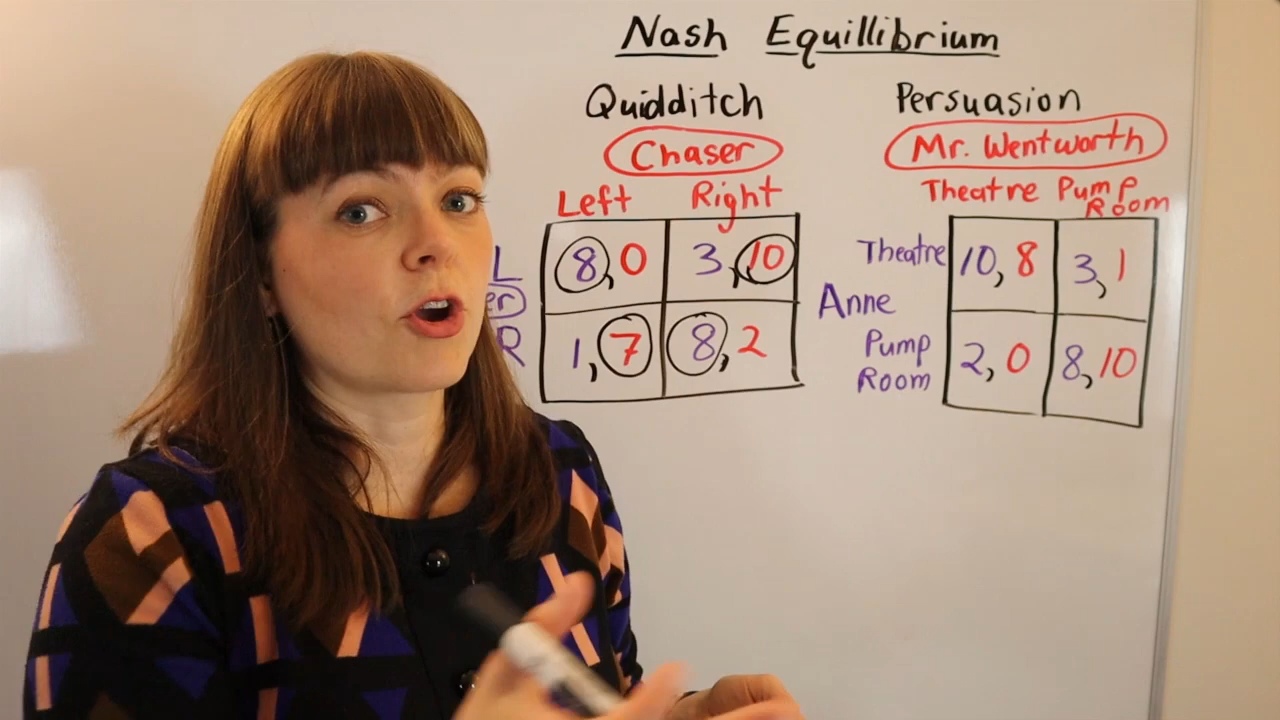 Nash Equillibrium
Quidditch
Chaser
Left Right
L
er
R
8, 0 3, 10
1, 7 8, 2
Persuasion
Mr. Wentworth
Theatre Pump Room
Theatre
Anne
Pump Room
10, 8 3, 1
2, 0 8, 10